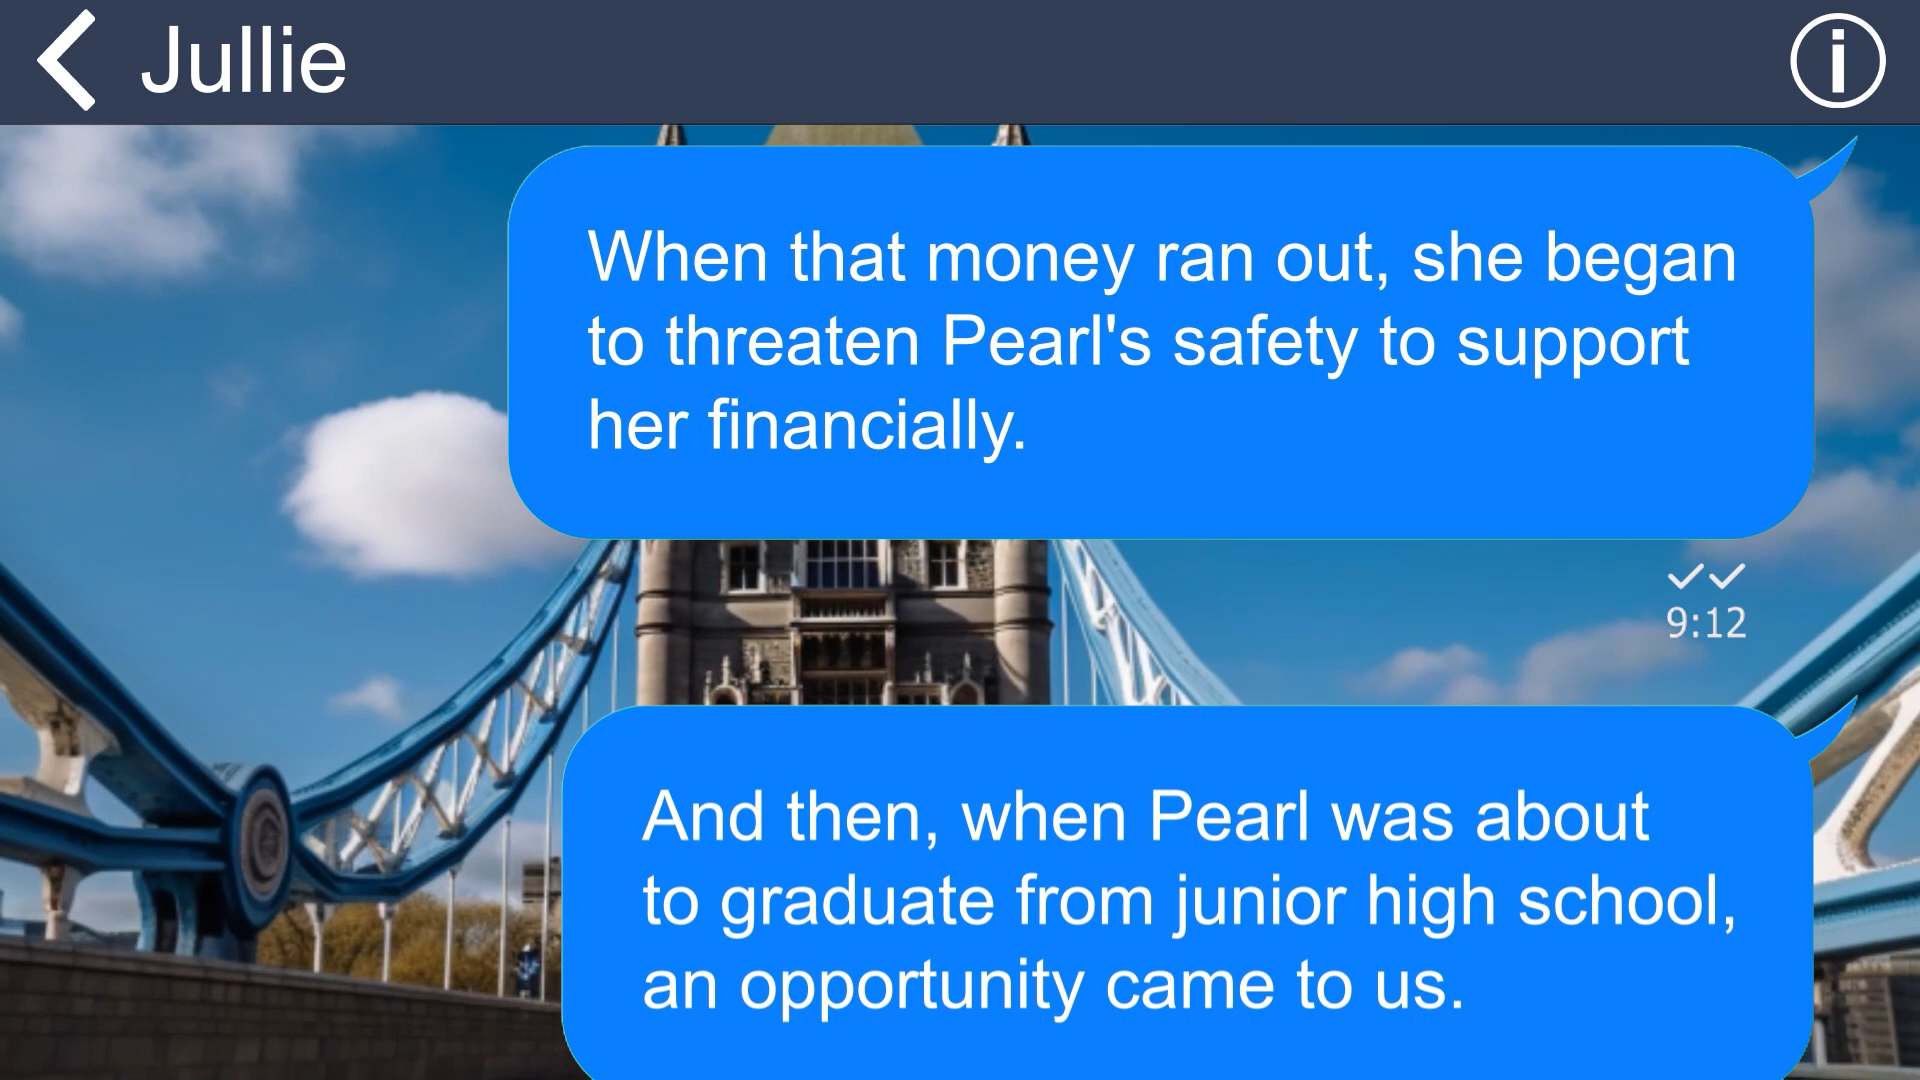 Jullie
When that money ran out, she began
to threaten Pearl's safety to support
her financially.
9:12
And then, when Pearl was about
to graduate from junior high school,
an opportunity came to us.